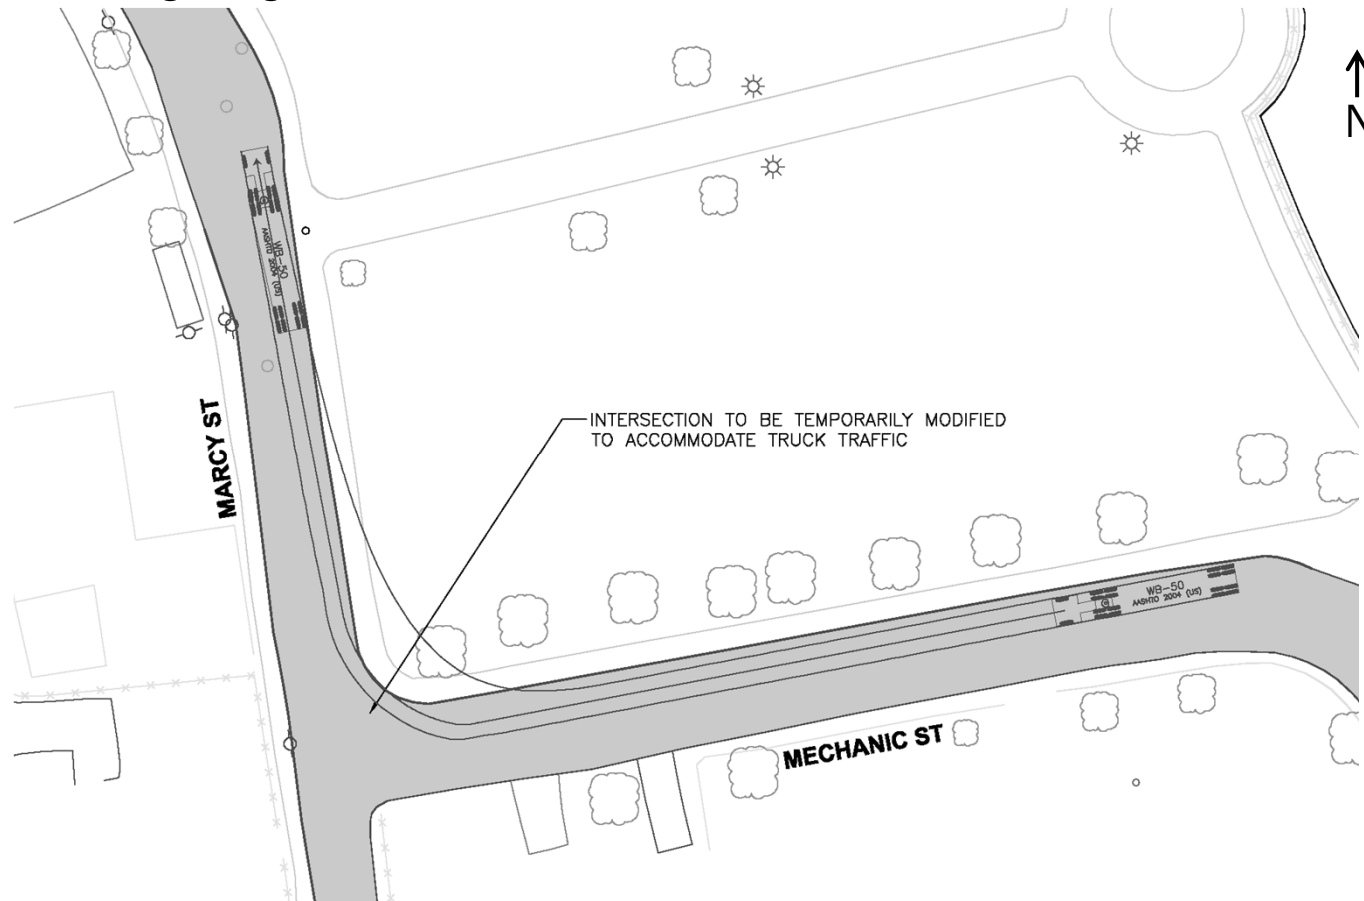 N
WB-50
AASHTO 2004 (US)
MARCY ST
INTERSECTION TO BE TEMPORARILY MODIFIED
TO ACCOMMODATE TRUCK TRAFFIC
WB-50
AASHTO 2004 (US)
MECHANIC ST